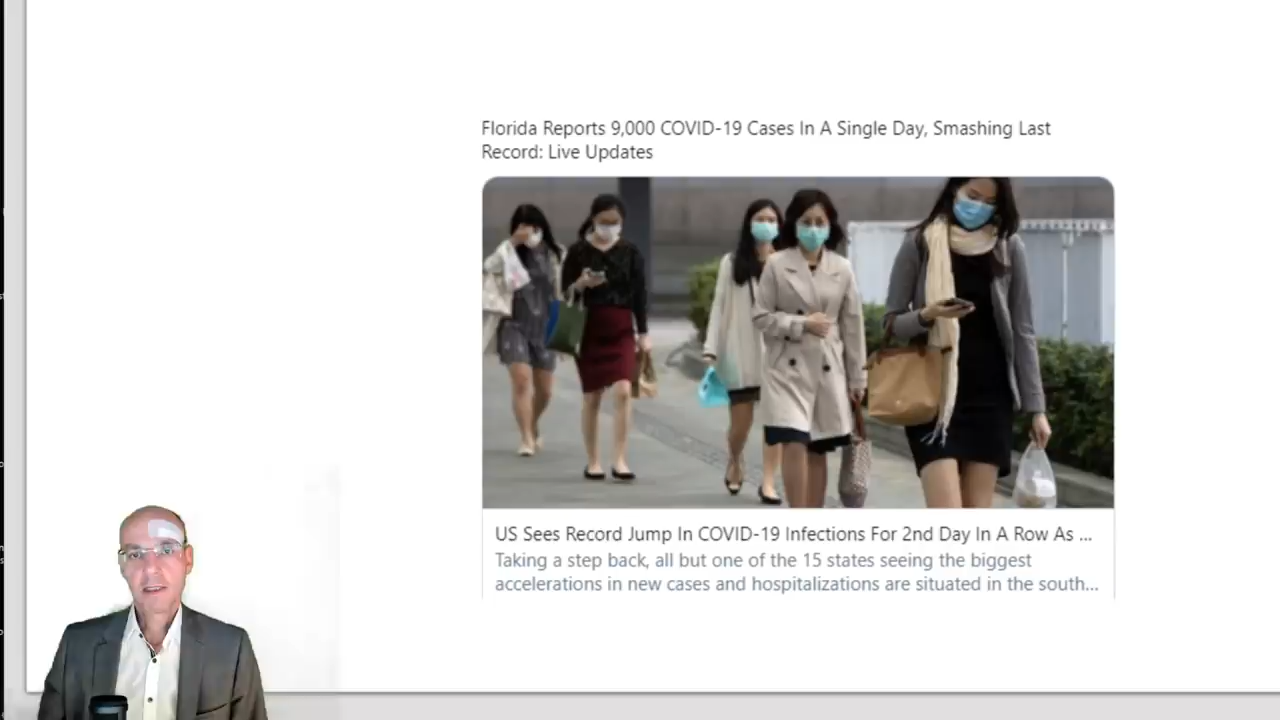 Florida Reports 9,000 COVID-19 Cases In A Single Day, Smashing Last
Record: Live Updates
US Sees Record Jump In COVID-19 Infections For 2nd Day In A Row As ...
Taking a step back, all but one of the 15 states seeing the biggest
accelerations in new cases and hospitalizations are situated in the south...